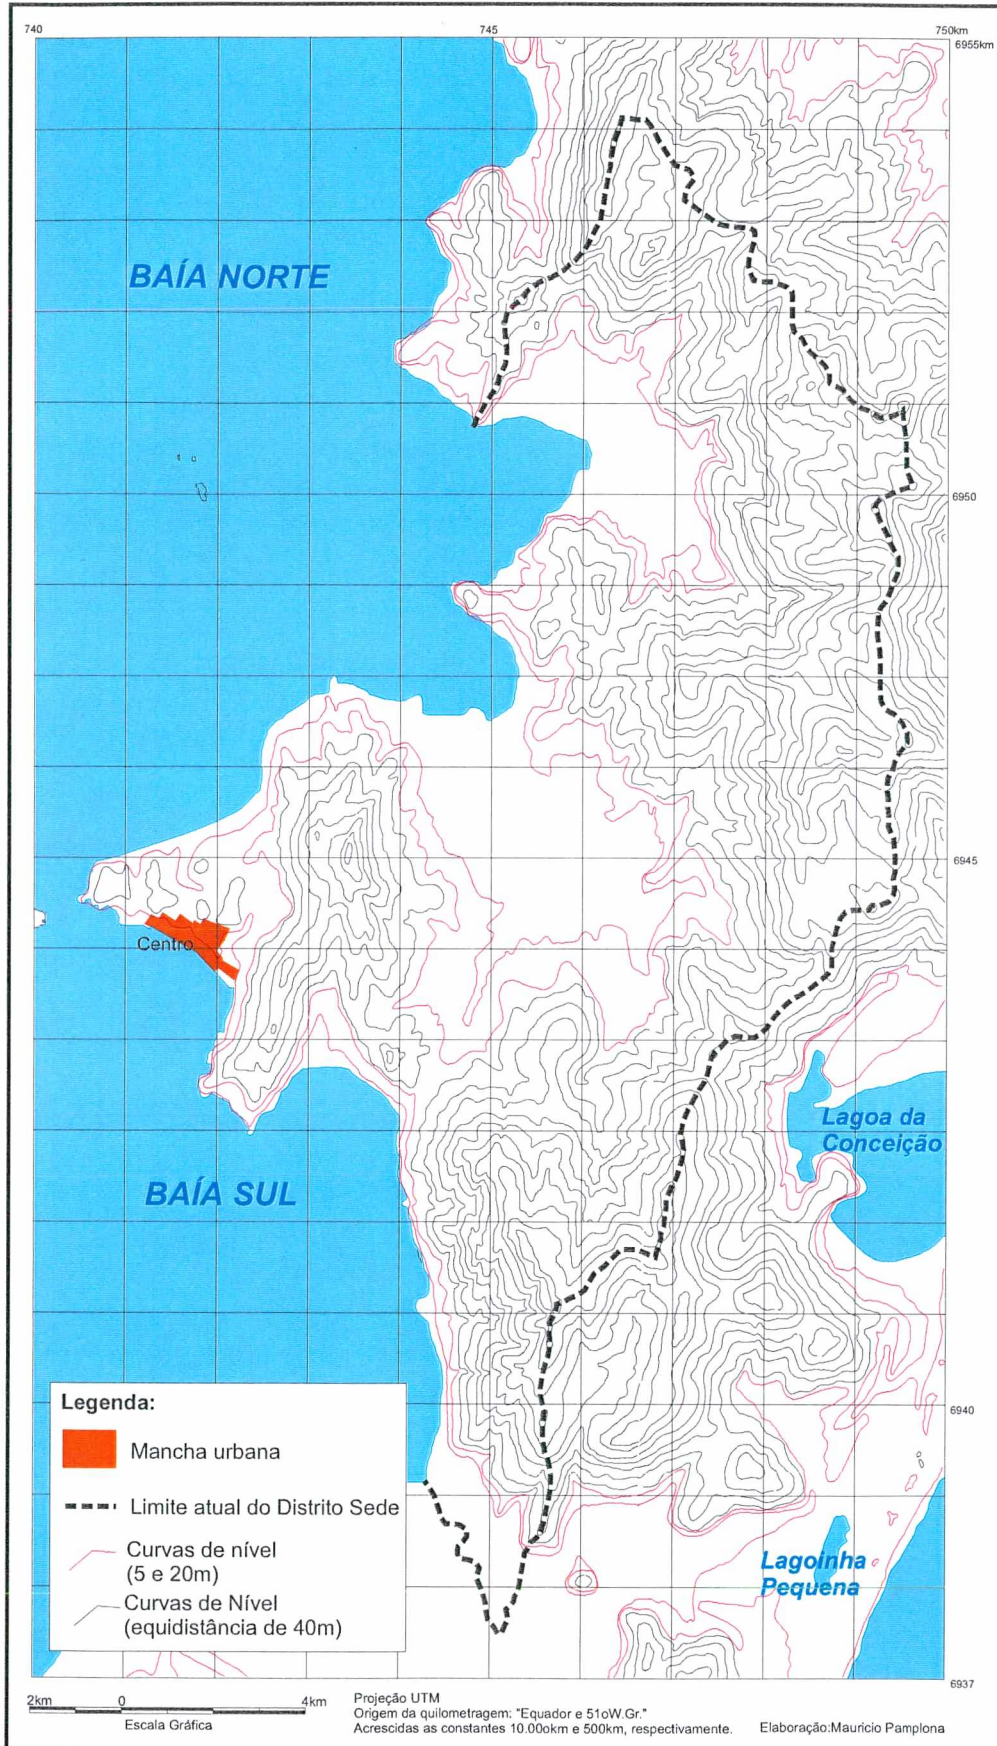 740
745
750km
6955km
BAÍA NORTE
6950
6945
Centro
Lagoa da
Conceição
BAÍA SUL
6940
Legenda:
Mancha urbana
Limite atual do Distrito Sede
Curvas de nível
(5 e 20m)
Curvas de Nível
(equidistância de 40m)
Lagoinha
Pequena
6937
2km 0 4km
Escala Gráfica
Projeção UTM
Origem da quilometragem: "Equador e 51oW.Gr."
Acrescidas as constantes 10.00okm e 500km, respectivamente.
Elaboração:Mauricio Pamplona